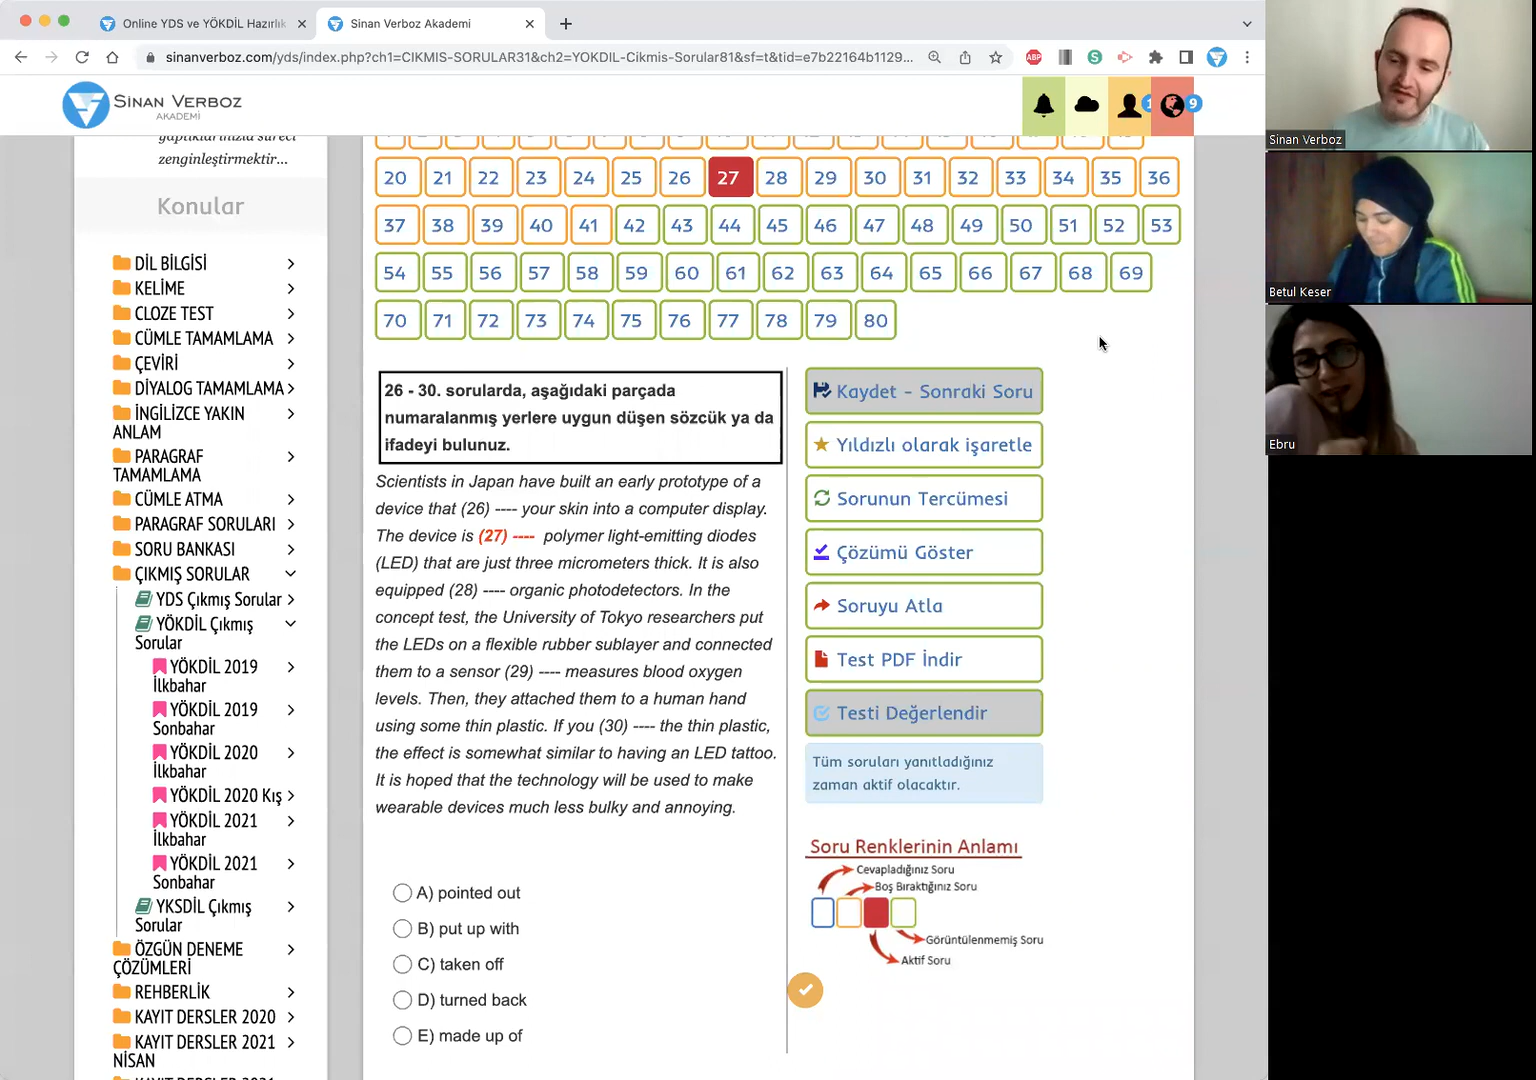 Online YDS ve YÖKDİL Hazırlık
Sinan Verboz Akademi
sinanverboz.com/yds/index.php?ch1=CIKMIS-SORULAR31&ch2=YOKDIL-Cikmis-Sorular81&sf=t&tid=e7b22164b1129...
SİNAN VERBOZ
AKADEMİ
1
9
yaptıklarınızla süreci
zenginleştirmektir...
Konular
DİL BİLGİSİ
KELİME
CLOZE TEST
CÜMLE TAMAMLAMA
ÇEVİRİ
DİYALOG TAMAMLAMA
İNGİLİZCE YAKIN
ANLAM
PARAGRAF
TAMAMLAMA
CÜMLE ATMA
PARAGRAF SORULARI
SORU BANKASI
ÇIKMIŞ SORULAR
YDS Çıkmış Sorular
YÖKDİL Çıkmış
Sorular
YÖKDİL 2019
İlkbahar
YÖKDİL 2019
Sonbahar
YÖKDİL 2020
İlkbahar
YÖKDİL 2020 Kış
YÖKDİL 2021
İlkbahar
YÖKDİL 2021
Sonbahar
YKSDİL Çıkmış
Sorular
ÖZGÜN DENEME
ÇÖZÜMLERİ
REHBERLİK
KAYIT DERSLER 2020
KAYIT DERSLER 2021
NİSAN
20 21 22 23 24 25 26 27 28 29 30 31 32 33 34 35 36
37 38 39 40 41 42 43 44 45 46 47 48 49 50 51 52 53
54 55 56 57 58 59 60 61 62 63 64 65 66 67 68 69
70 71 72 73 74 75 76 77 78 79 80
26 - 30. sorularda, aşağıdaki parçada
numaralanmış yerlere uygun düşen sözcük ya da
ifadeyi bulunuz.
Scientists in Japan have built an early prototype of a
device that (26) ---- your skin into a computer display.
The device is (27) ---- polymer light-emitting diodes
(LED) that are just three micrometers thick. It is also
equipped (28) ---- organic photodetectors. In the
concept test, the University of Tokyo researchers put
the LEDs on a flexible rubber sublayer and connected
them to a sensor (29) ---- measures blood oxygen
levels. Then, they attached them to a human hand
using some thin plastic. If you (30) ---- the thin plastic,
the effect is somewhat similar to having an LED tattoo.
It is hoped that the technology will be used to make
wearable devices much less bulky and annoying.
A) pointed out
B) put up with
C) taken off
D) turned back
E) made up of
Kaydet - Sonraki Soru
Yıldızlı olarak işaretle
Sorunun Tercümesi
Çözümü Göster
Soruyu Atla
Test PDF İndir
Testi Değerlendir
Tüm soruları yanıtladığınız
zaman aktif olacaktır.
Soru Renklerinin Anlamı
Cevapladığınız Soru
Boş Bıraktığınız Soru
Görüntülenmemiş Soru
Aktif Soru
ABP
Sinan Verboz
Betul Keser
Ebru